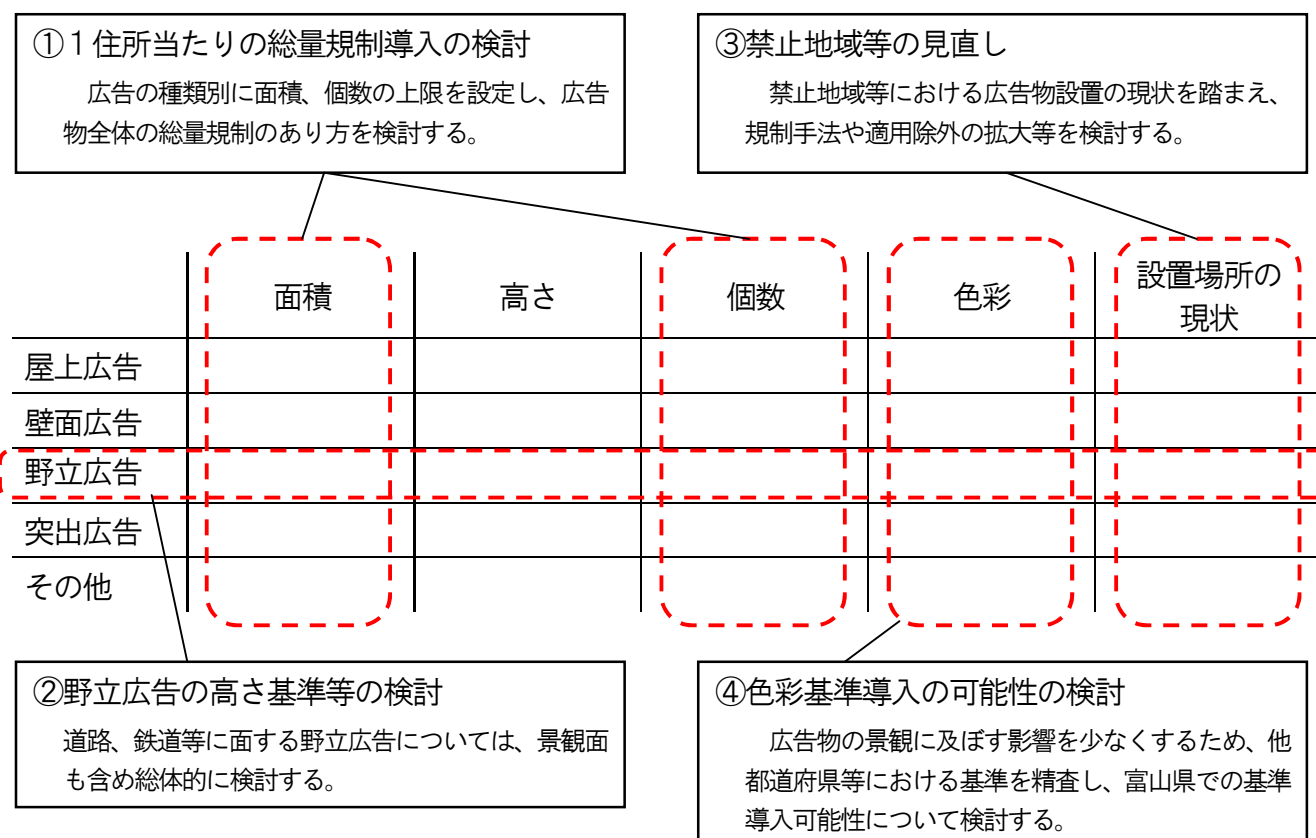 ①１住所当たりの総量規制導入の検討
広告の種類別に面積、個数の上限を設定し、広告
物全体の総量規制のあり方を検討する。
③禁止地域等の見直し
禁止地域等における広告物設置の現状を踏まえ、
規制手法や適用除外の拡大等を検討する。
面積 高さ 個数 色彩 設置場所の
現状
屋上広告
壁面広告
野立広告
突出広告
その他
②野立広告の高さ基準等の検討
道路、鉄道等に面する野立広告については、景観面
も含め総体的に検討する。
④色彩基準導入の可能性の検討
広告物の景観に及ぼす影響を少なくするため、他
都道府県等における基準を精査し、富山県での基準
導入可能性について検討する。